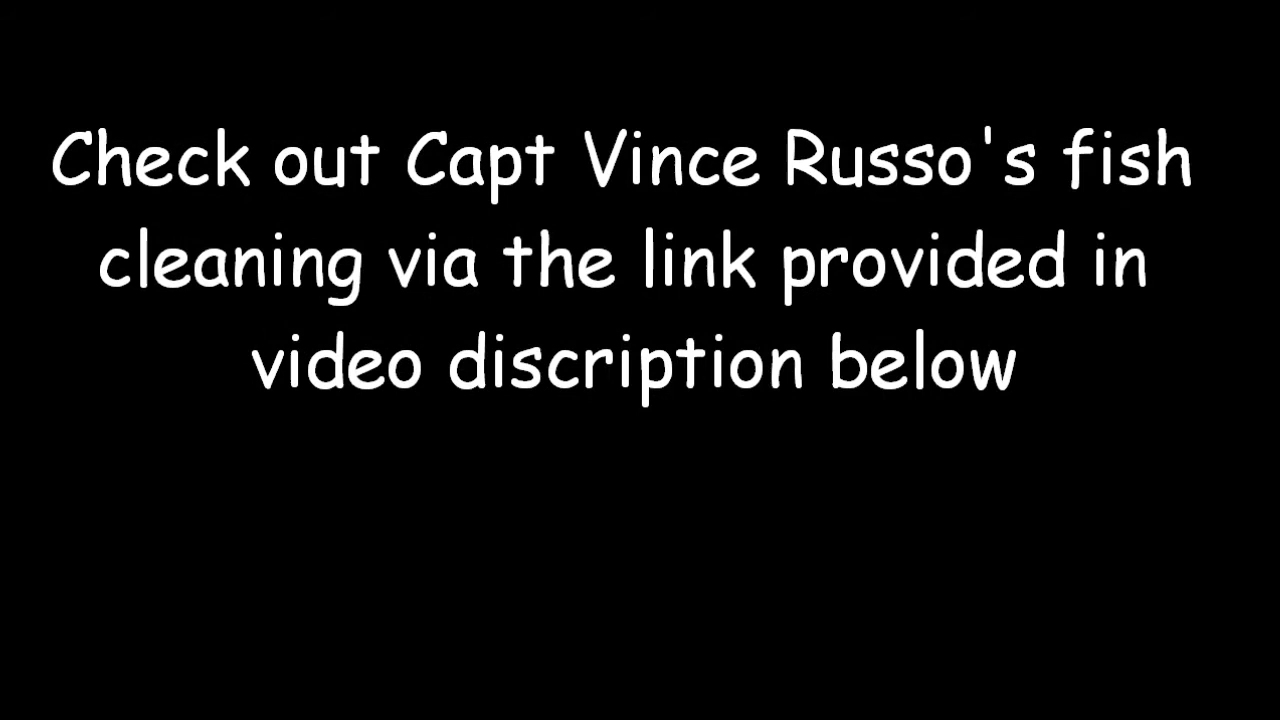 Check out Capt Vince Russo's fish
cleaning via the link provided in
video discription below